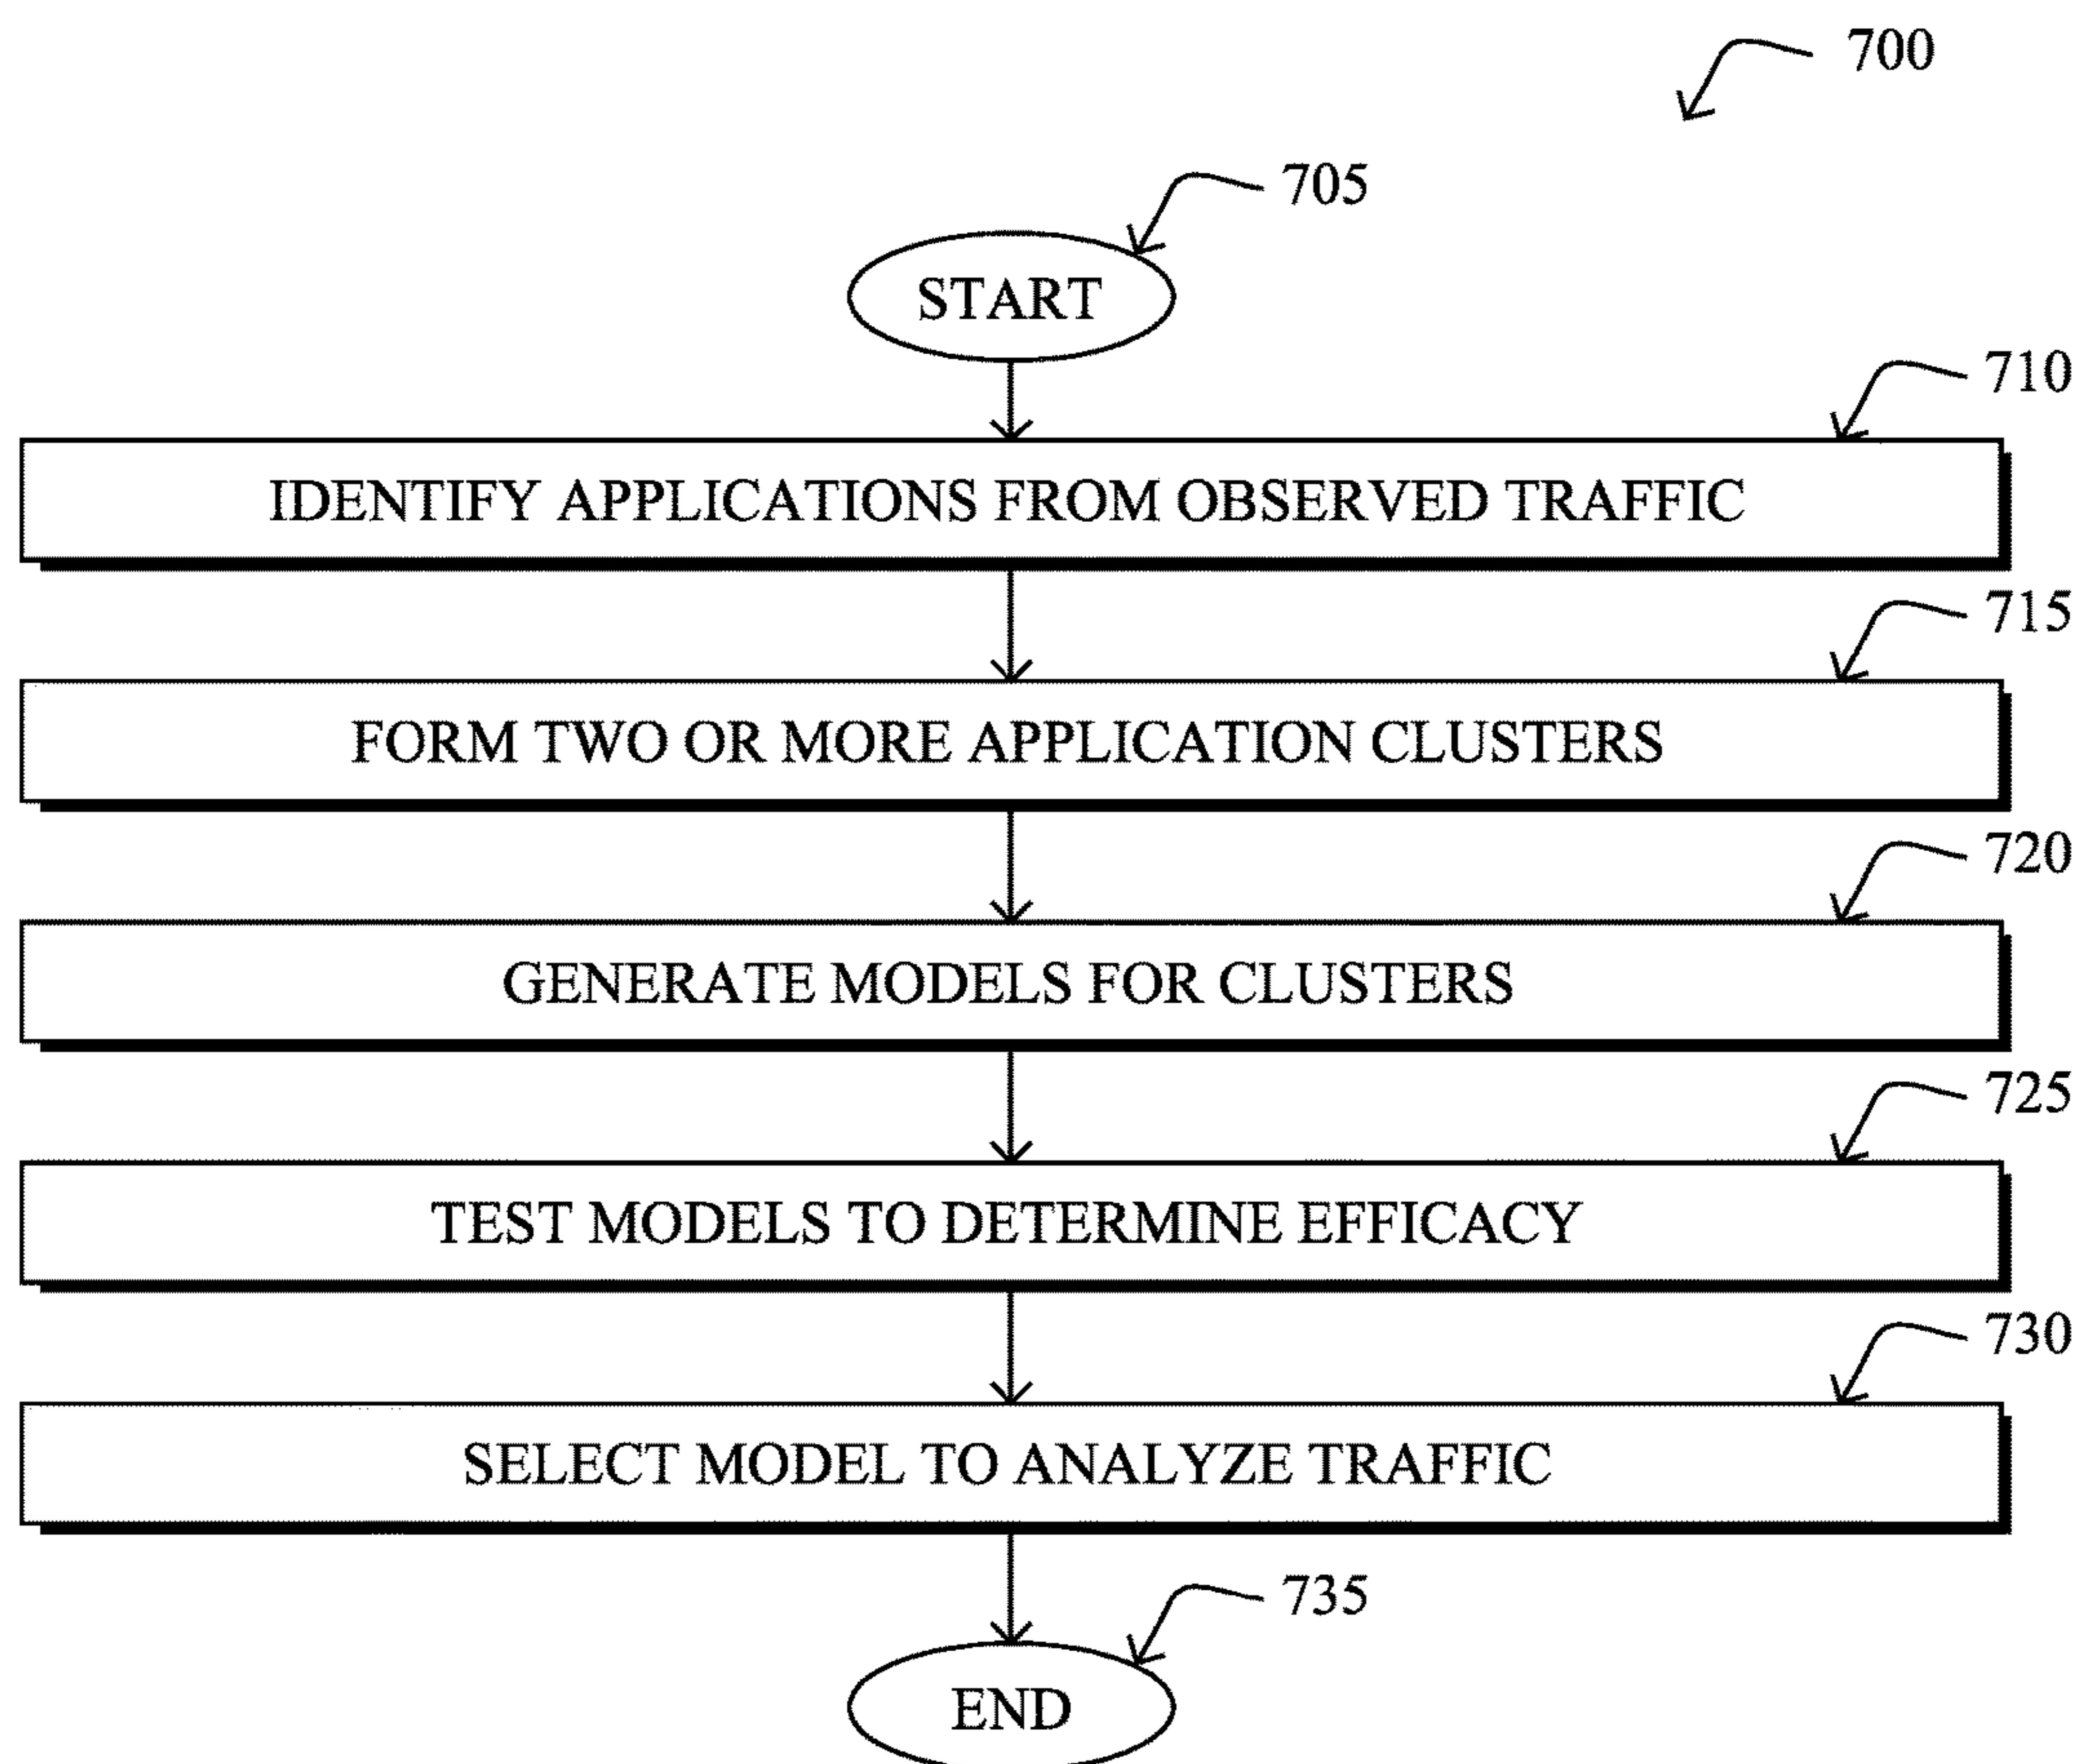 700
705
START
710
IDENTIFY APPLICATIONS FROM OBSERVED TRAFFIC
715
FORM TWO OR MORE APPLICATION CLUSTERS
720
GENERATE MODELS FOR CLUSTERS
725
TEST MODELS TO DETERMINE EFFICACY
730
SELECT MODEL TO ANALYZE TRAFFIC
735
END